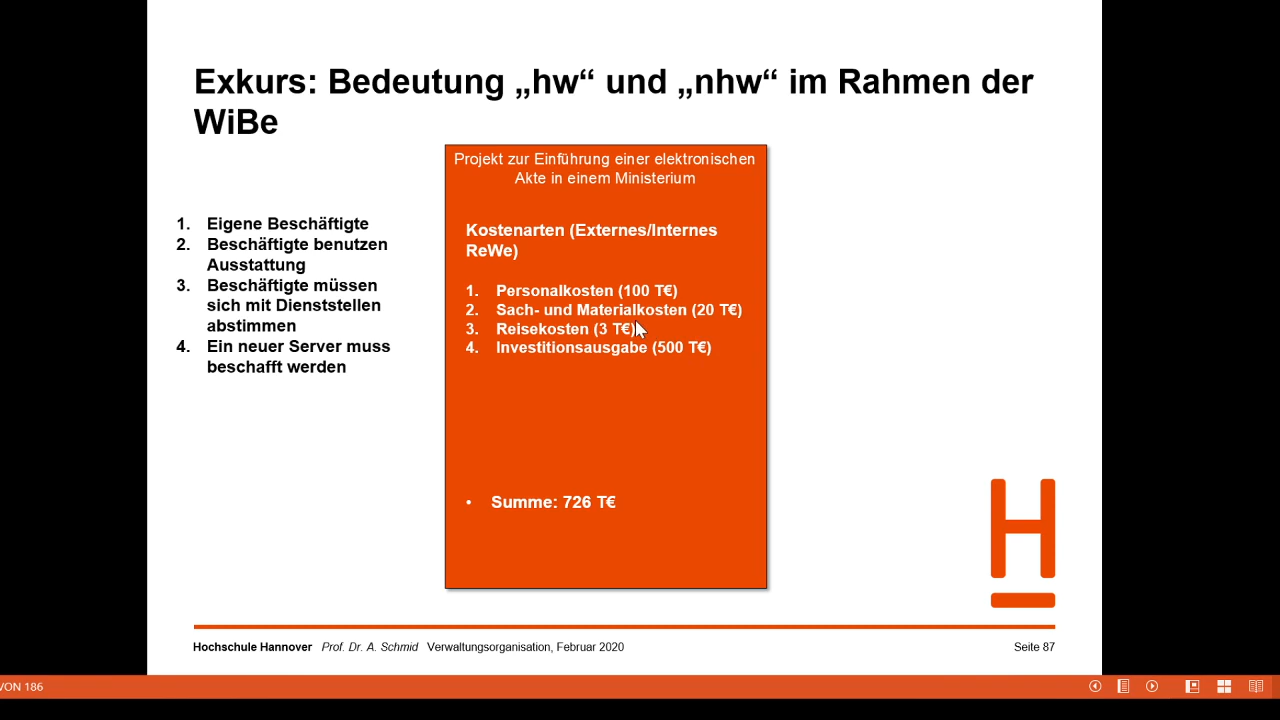 Exkurs: Bedeutung „hw“ und „nhw“ im Rahmen der
WiBe
Projekt zur Einführung einer elektronischen
Akte in einem Ministerium
1. Eigene Beschäftigte
2. Beschäftigte benutzen
Ausstattung
3. Beschäftigte müssen
sich mit Dienststellen
abstimmen
4. Ein neuer Server muss
beschafft werden
Kostenarten (Externes/Internes
ReWe)
1. Personalkosten (100 T€)
2. Sach- und Materialkosten (20 T€)
3. Reisekosten (3 T€)
4. Investitionsausgabe (500 T€)
• Summe: 726 T€
H
Hochschule Hannover Prof. Dr. A. Schmid Verwaltungsorganisation, Februar 2020
Seite 87
VON 186